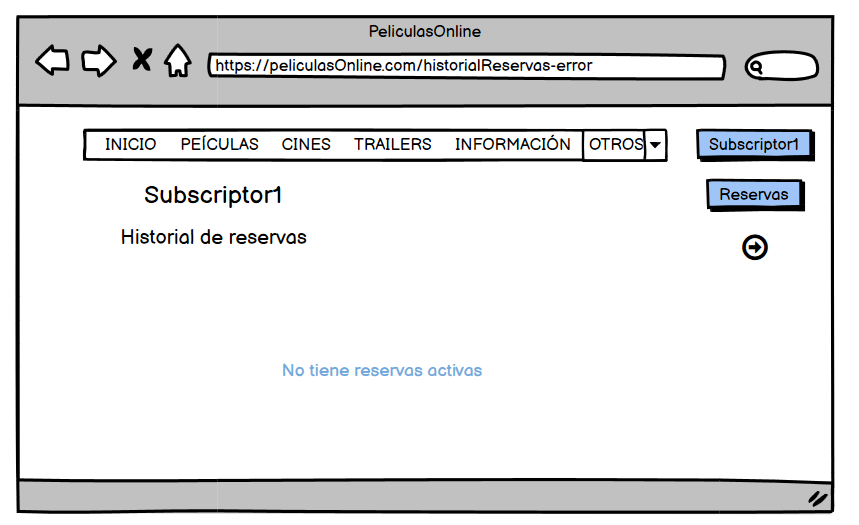 PeliculasOnline
https://peliculasOnline.com/historialReservas-error
INICIO PEÍCULAS CINES TRAILERS INFORMACIÓN OTROS Subscriptor1
Subscriptor1 Reservas
Historial de reservas
No tiene reservas activas